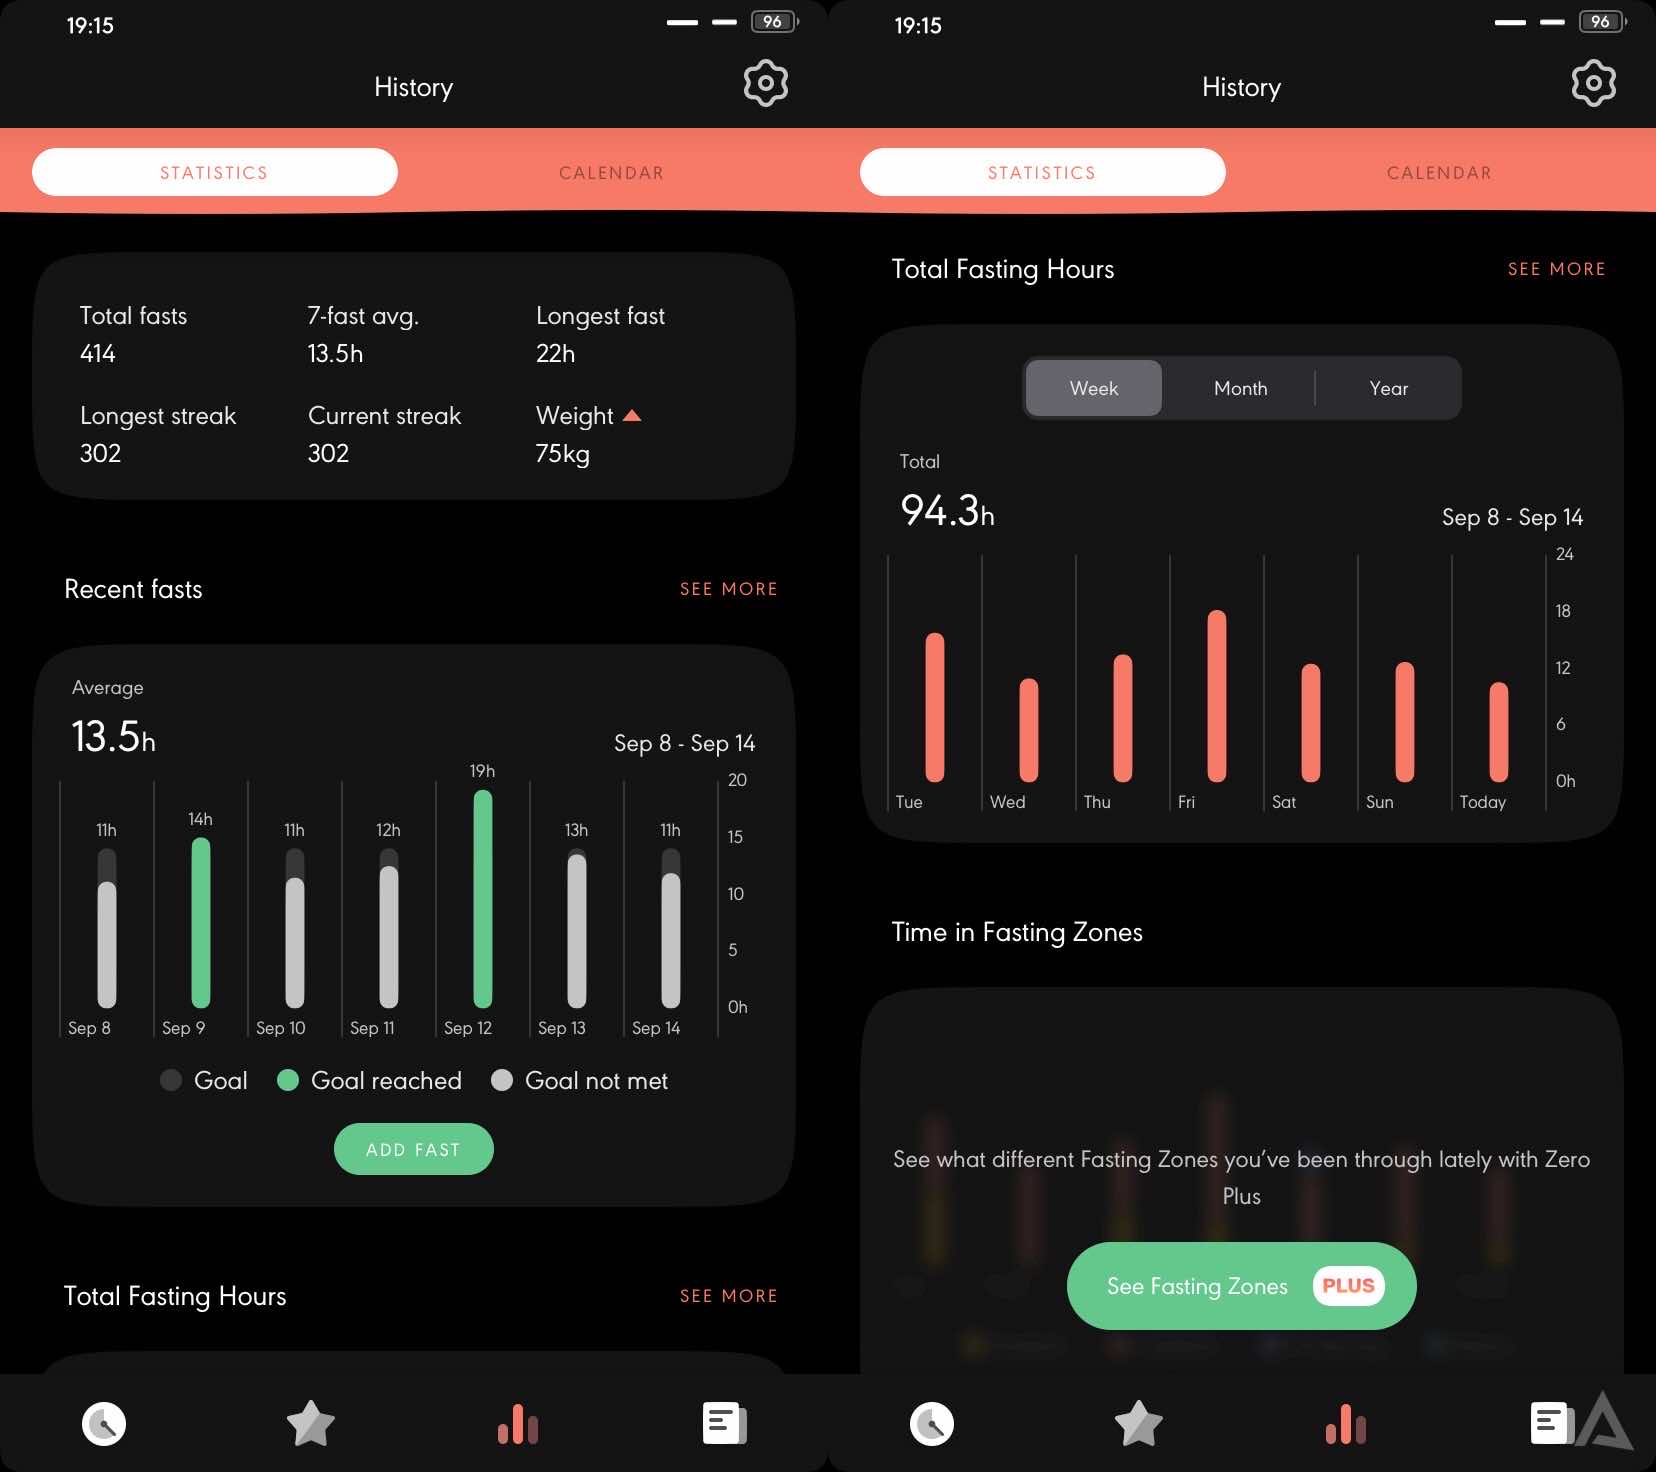 19:15
96
History
STATISTICS CALENDAR
Total fasts 7-fast avg. Longest fast
414 13.5h 22h
Longest streak Current streak Weight
302 302 75kg
Recent fasts SEE MORE
Average
13.5h Sep 8 - Sep 14
19h 20
14h
11h 11h 12h 13h 11h 15
10
5
0h
Sep 8 Sep 9 Sep 10 Sep 11 Sep 12 Sep 13 Sep 14
Goal Goal reached Goal not met
ADD FAST
Total Fasting Hours SEE MORE
19:15
96
History
STATISTICS CALENDAR
Total Fasting Hours SEE MORE
Week Month Year
Total
94.3h Sep 8 - Sep 14
24
18
12
6
0h
Tue Wed Thu Fri Sat Sun Today
Time in Fasting Zones
See what different Fasting Zones you've been through lately with Zero
Plus
See Fasting Zones PLUS